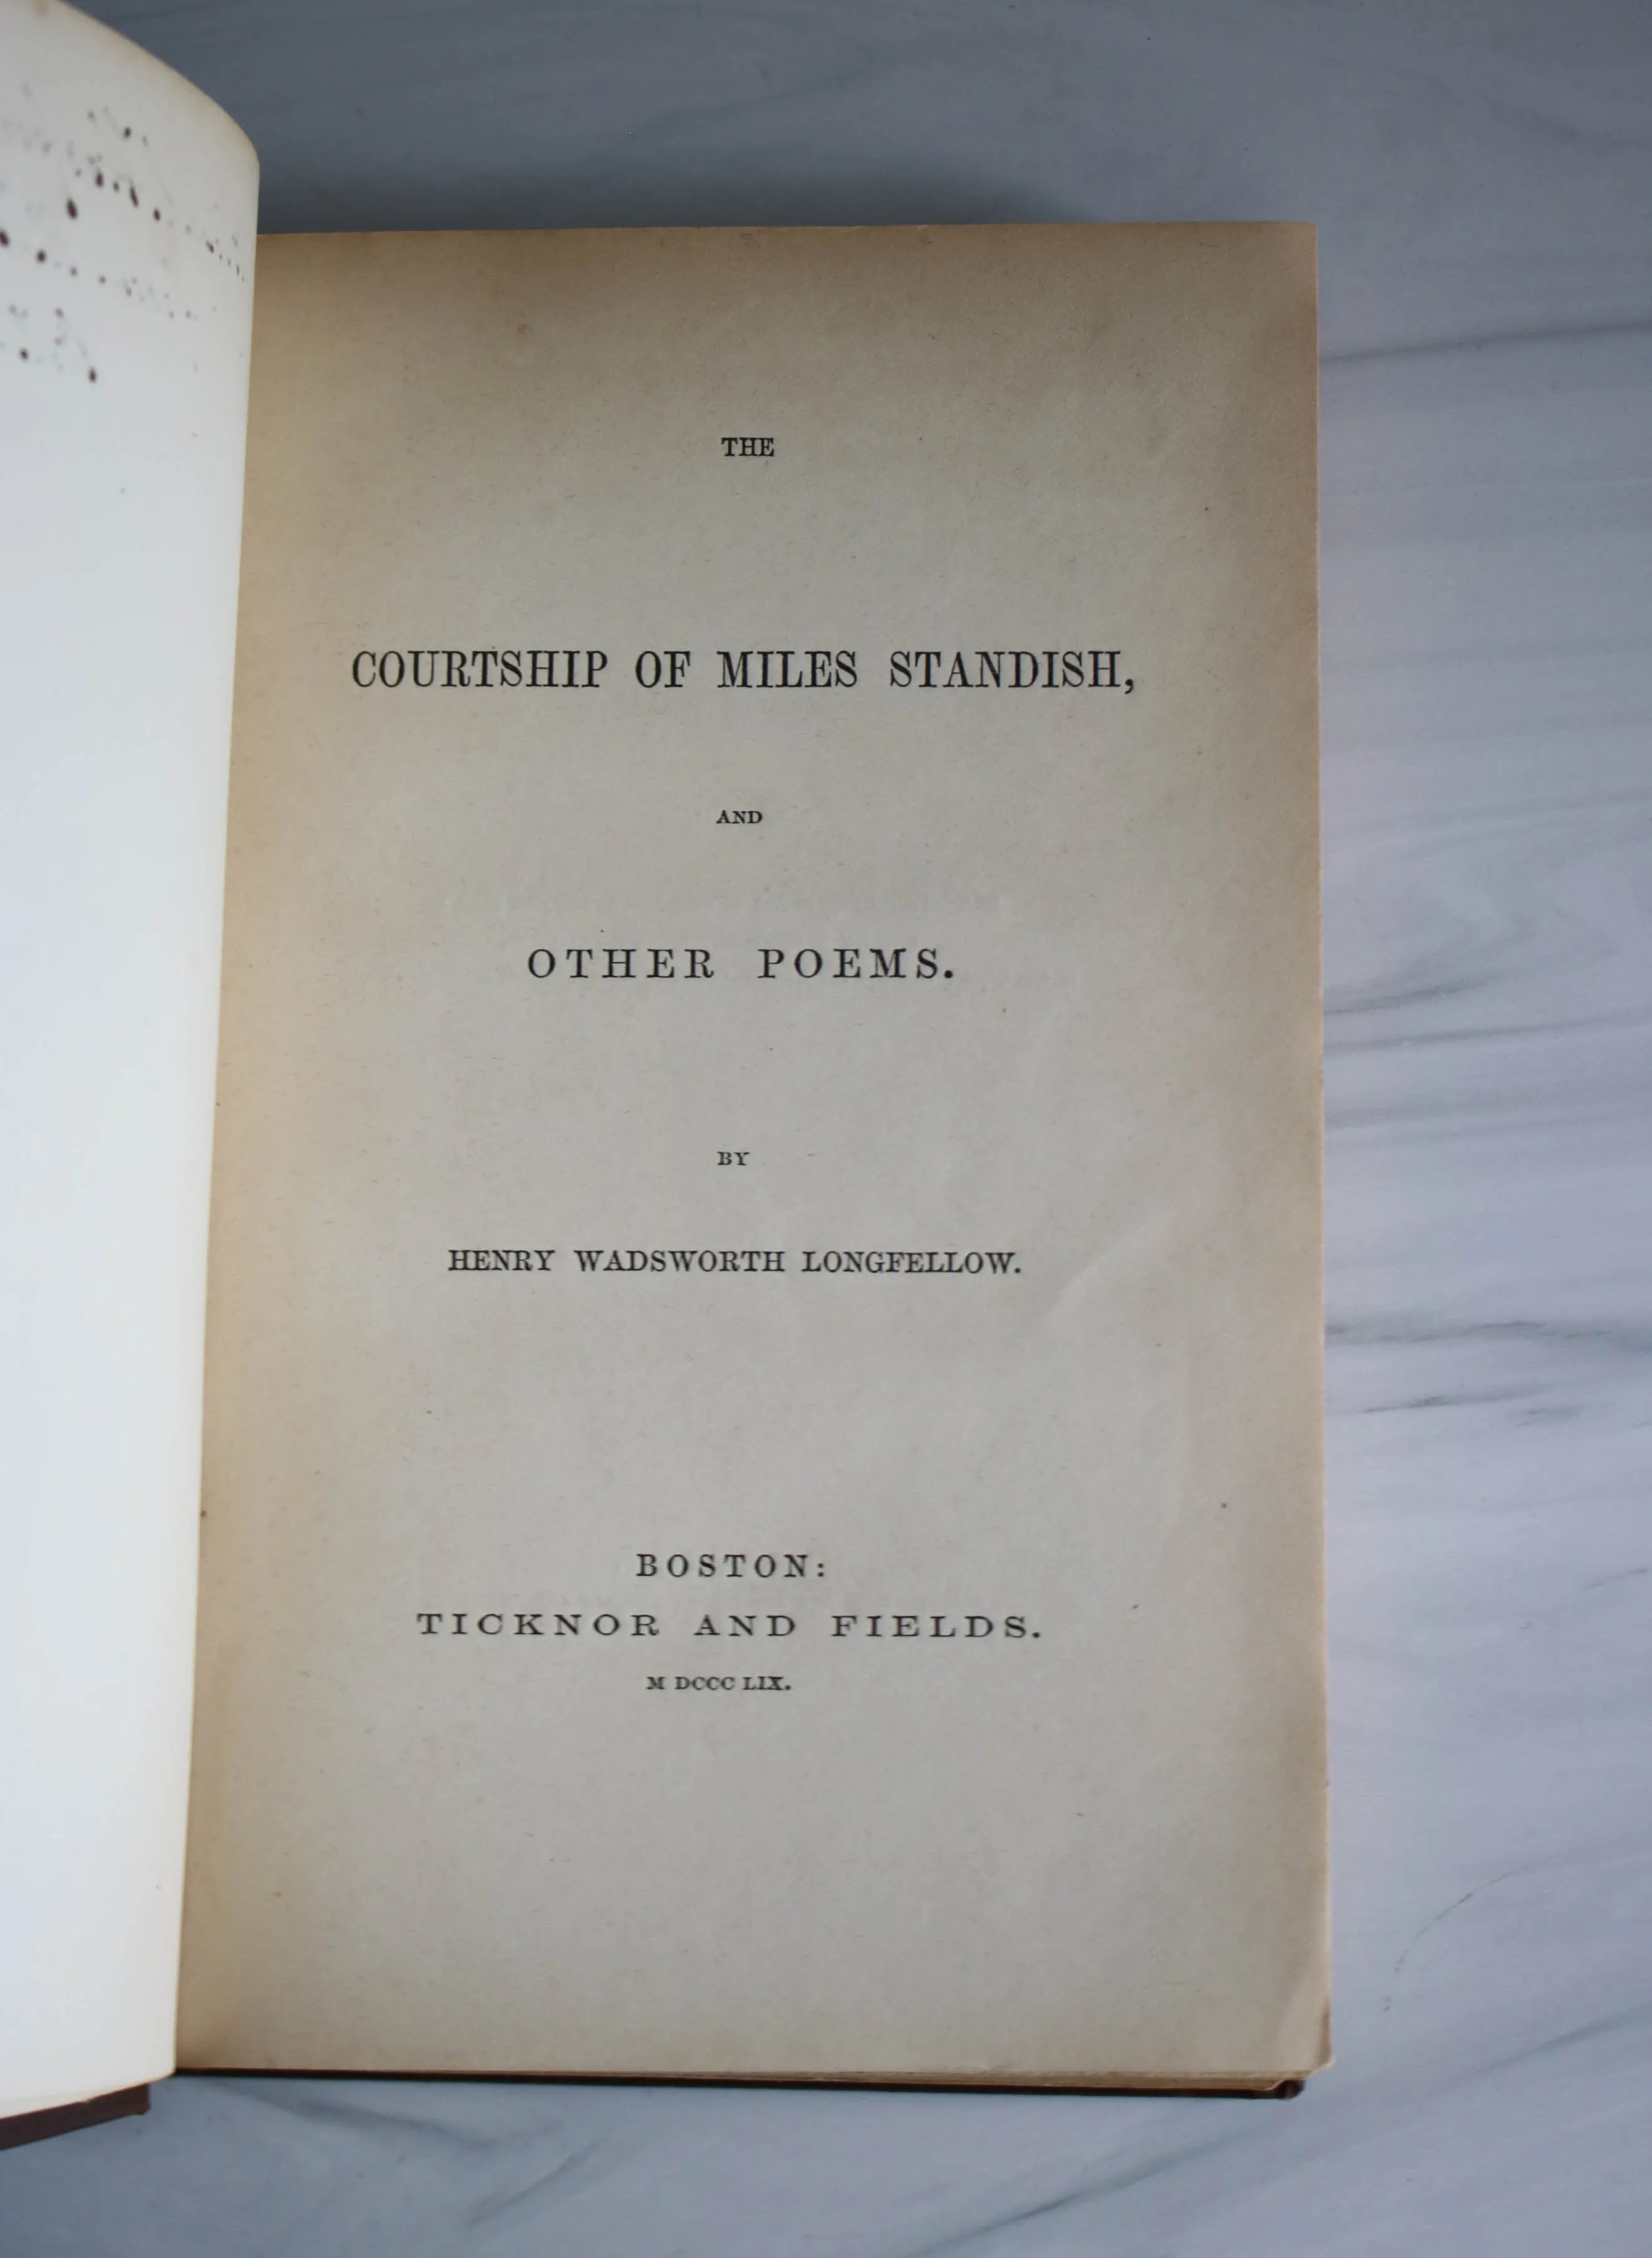 THE
COURTSHIP OF MILES STANDISH,
AND
OTHER POEMS.
BY
HENRY WADSWORTH LONGFELLOW.
BOSTON:
TICKNOR AND FIELDS.
M DCCC LIX.